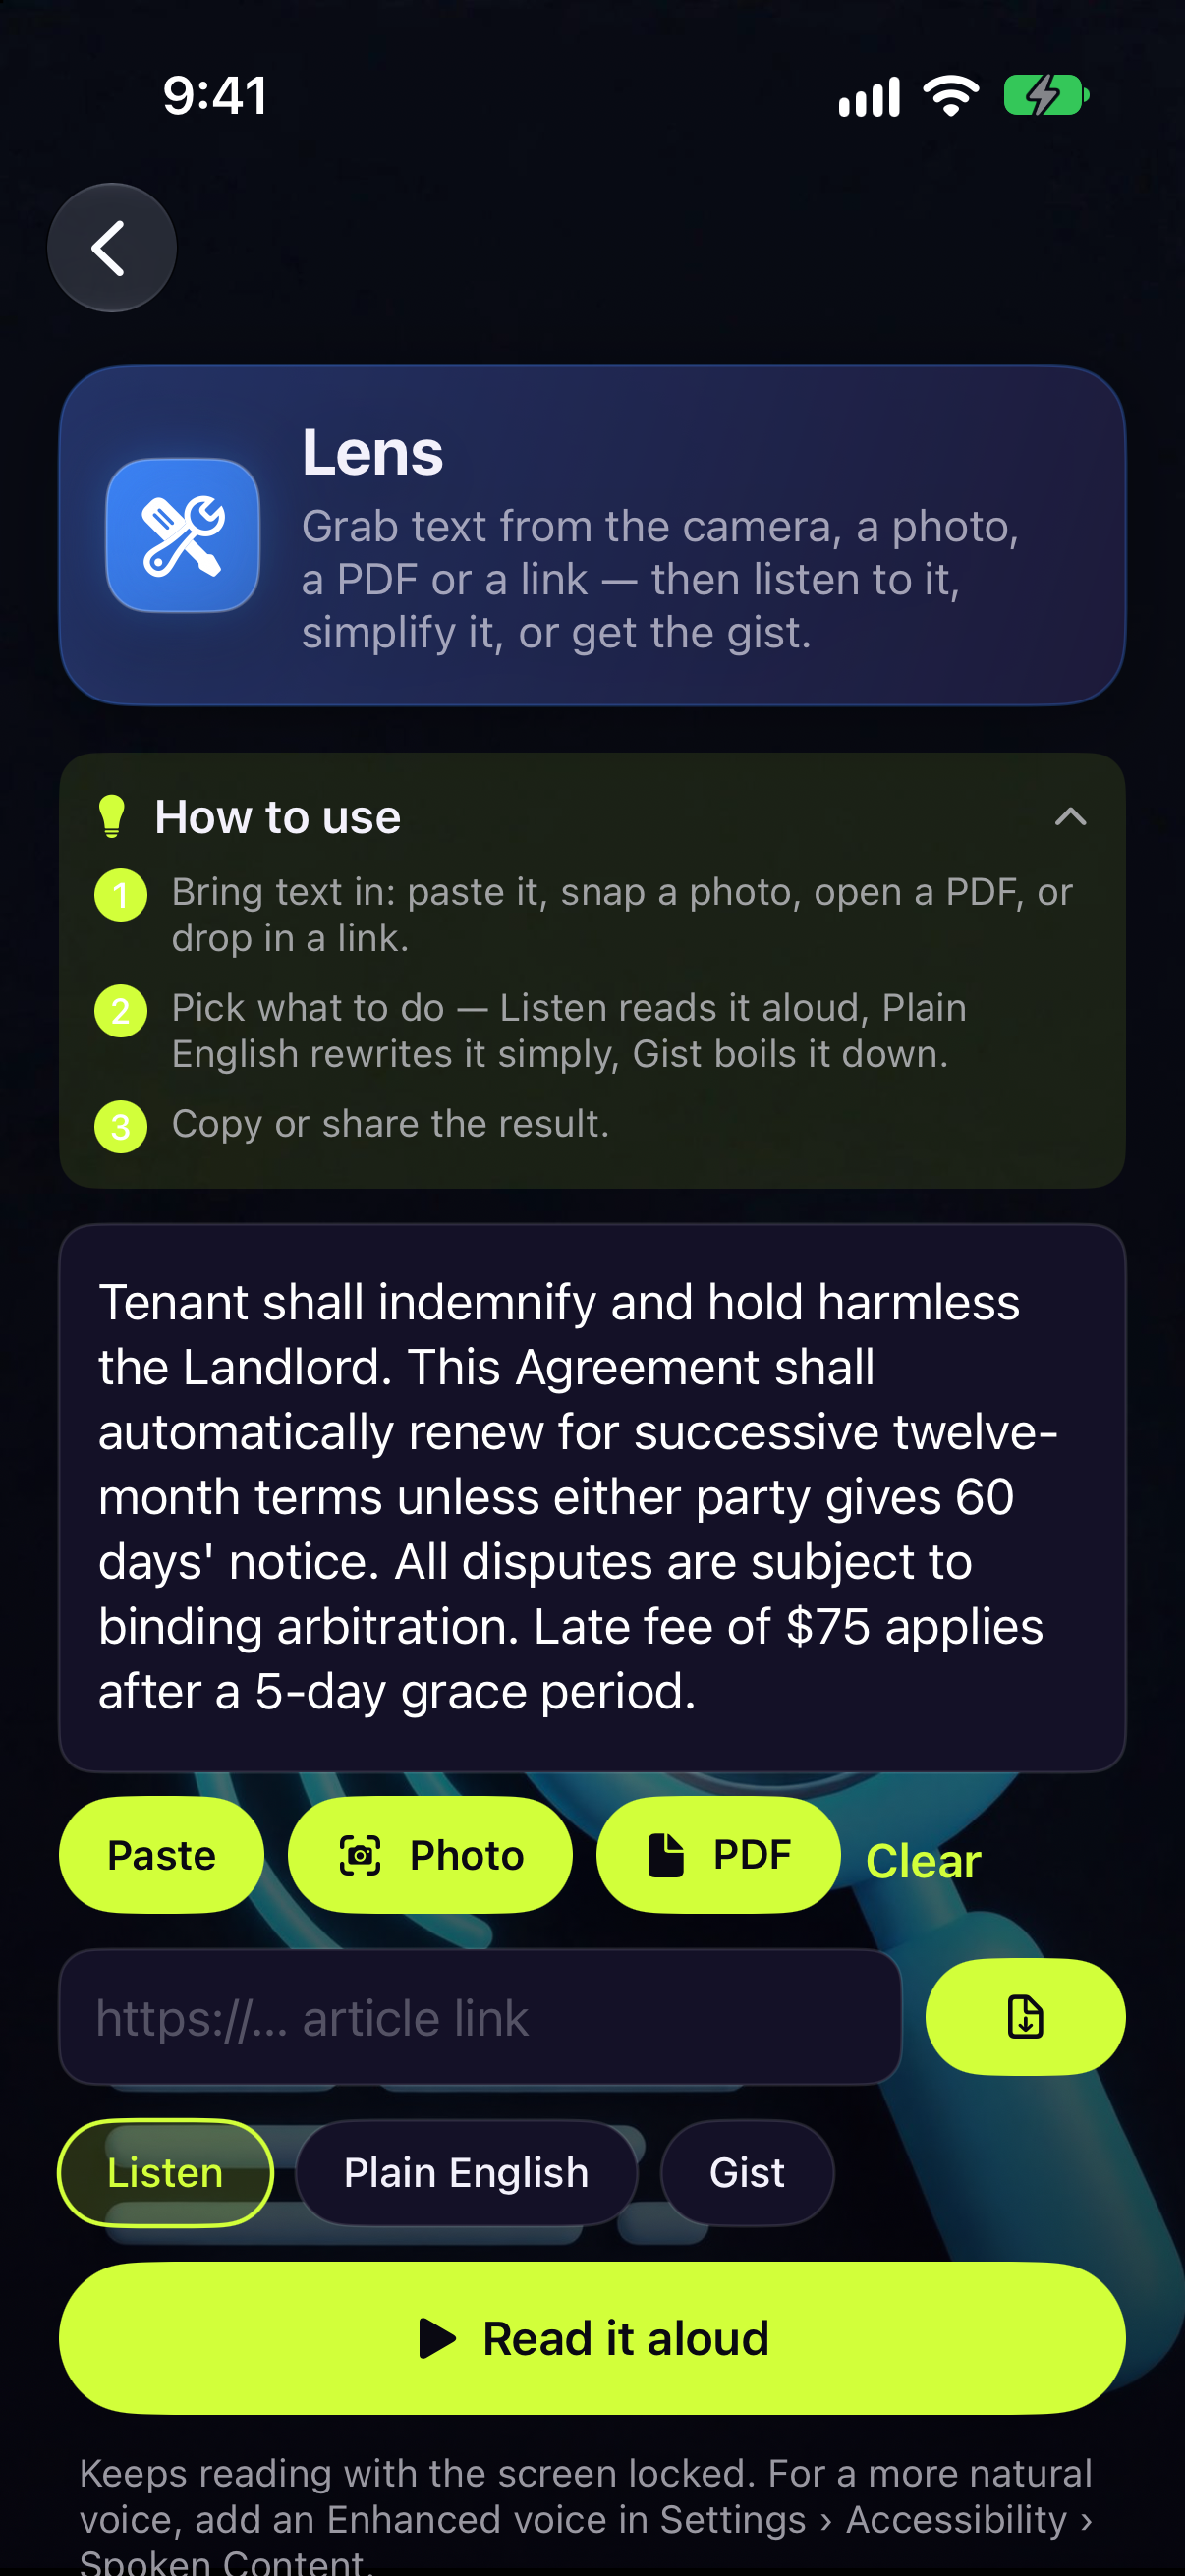 9:41
Lens
Grab text from the camera, a photo,
a PDF or a link — then listen to it,
simplify it, or get the gist.
How to use
1 Bring text in: paste it, snap a photo, open a PDF, or
drop in a link.
2 Pick what to do — Listen reads it aloud, Plain
English rewrites it simply, Gist boils it down.
3 Copy or share the result.
Tenant shall indemnify and hold harmless
the Landlord. This Agreement shall
automatically renew for successive twelve-
month terms unless either party gives 60
days' notice. All disputes are subject to
binding arbitration. Late fee of $75 applies
after a 5-day grace period.
Paste Photo PDF Clear
https://... article link
Listen Plain English Gist
Read it aloud
Keeps reading with the screen locked. For a more natural
voice, add an Enhanced voice in Settings › Accessibility ›
Spoken Content.